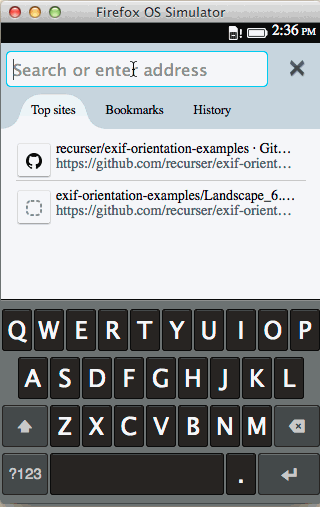 Firefox OS Simulator
2:36 PM
Search or enter address
Top sites Bookmarks History
recurser/exif-orientation-examples · Git...
https://github.com/recurser/exif-orient...
exif-orientation-examples/Landscape_6....
https://github.com/recurser/exif-orient...
Q W E R T Y U I O P
A S D F G H J K L
Z X C V B N M
?123 .